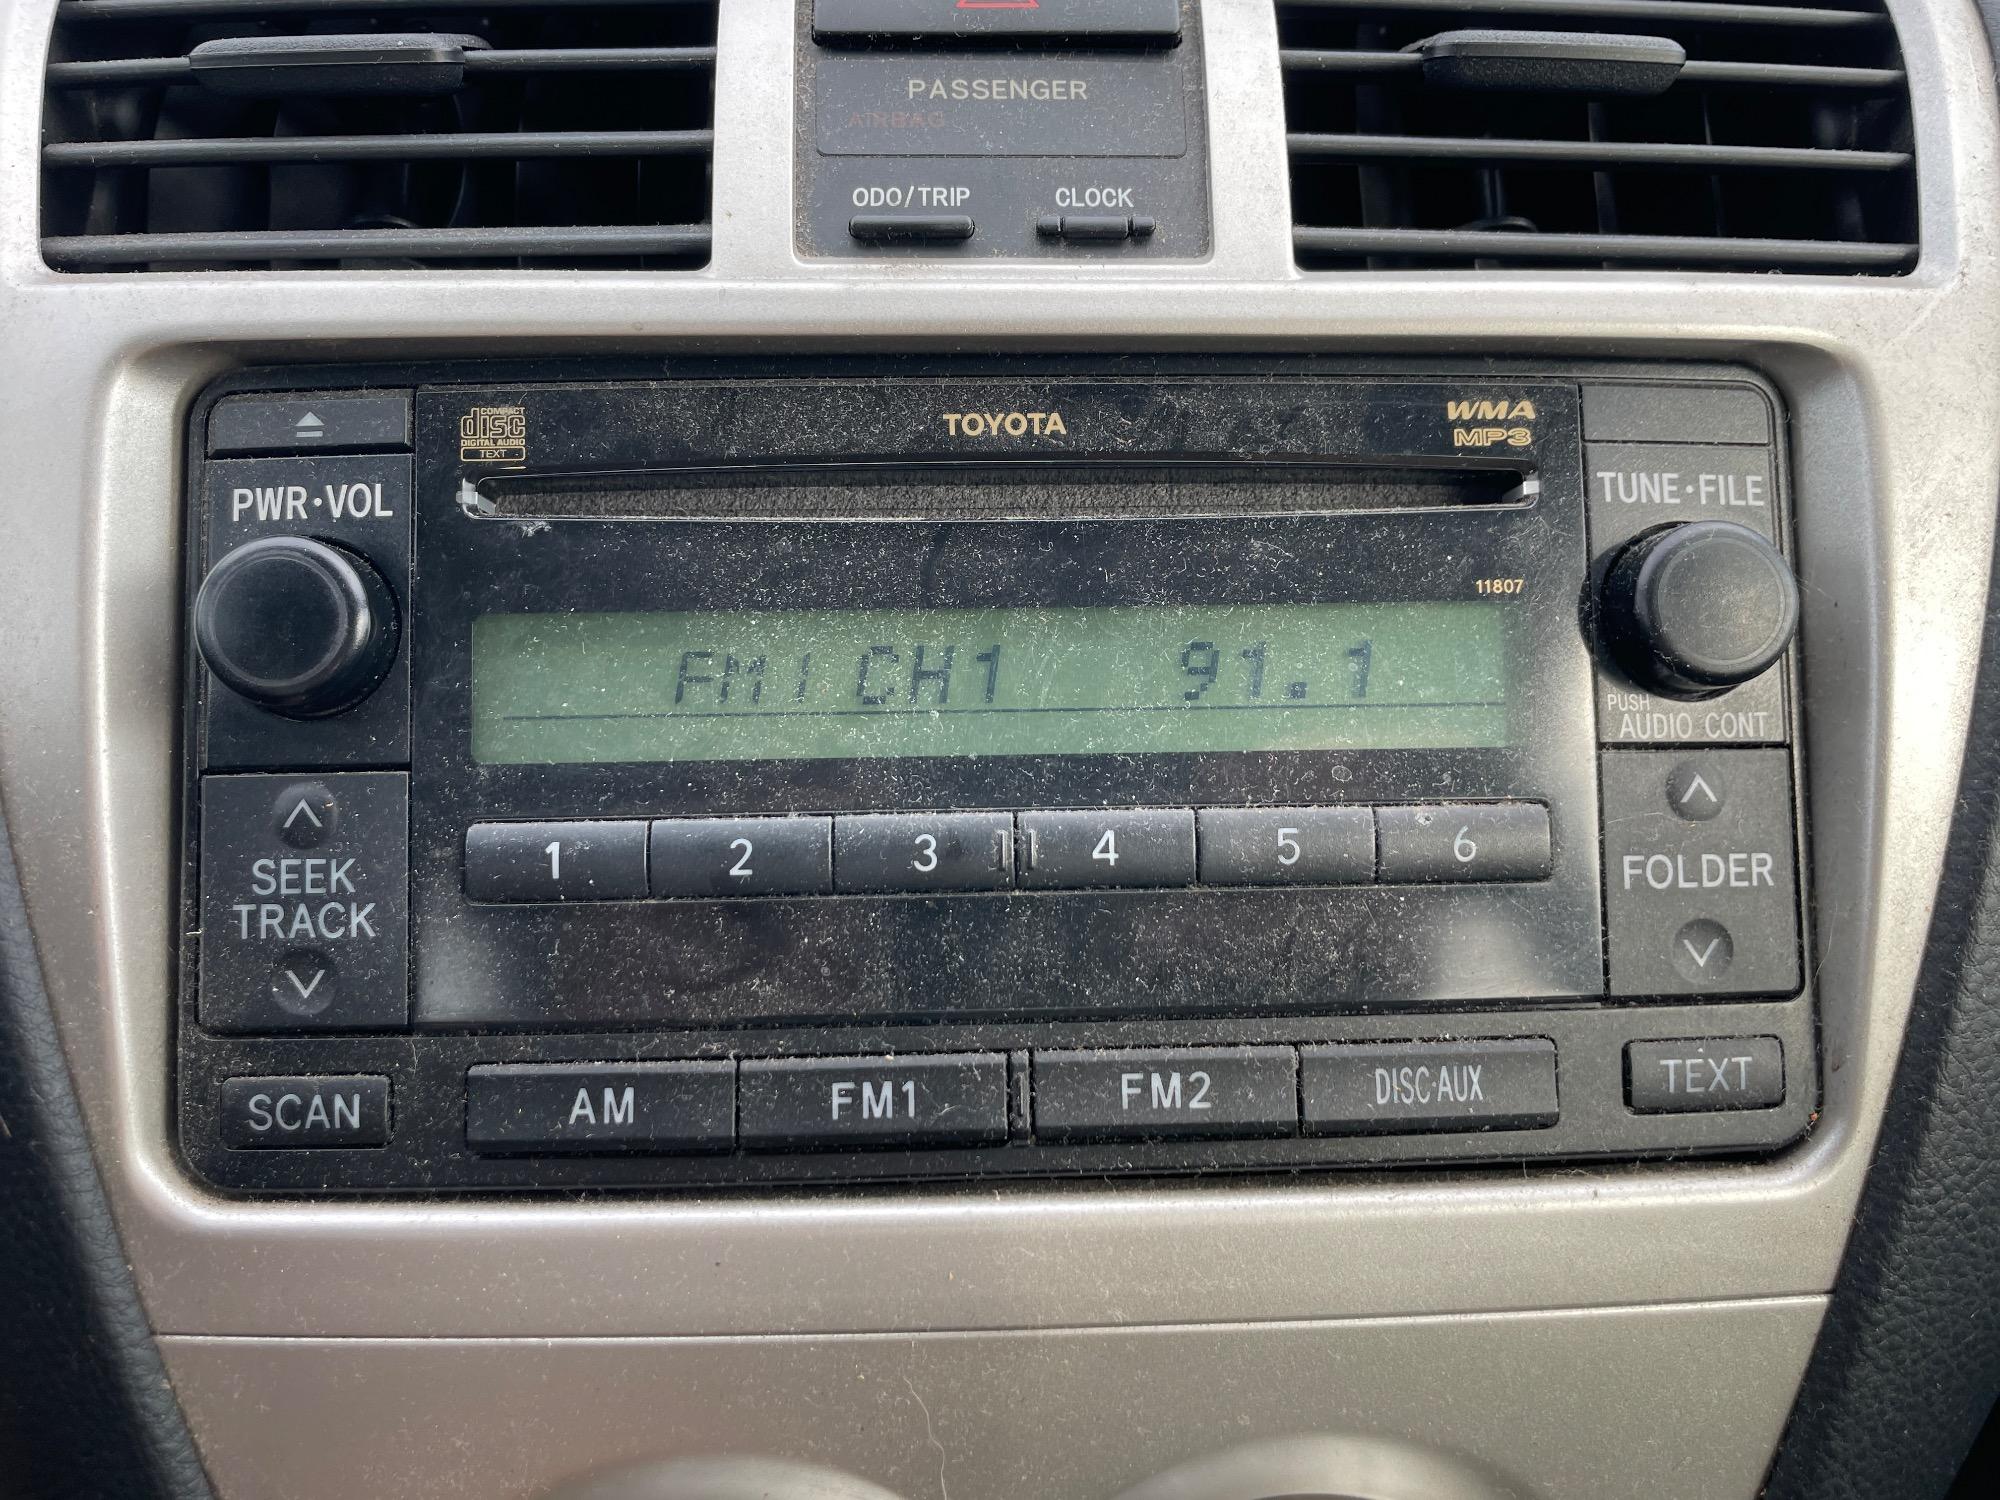 PASSENGER
AIRBAG
ODO/TRIP CLOCK
COMPACT
disc
DIGITAL AUDIO
TEXT
TOYOTA
WMA
MP3
PWR•VOL
TUNE•FILE
11807
FM1 CH1 91.1
PUSH
AUDIO CONT
1 2 3 4 5 6
SEEK
TRACK
FOLDER
SCAN AM FM1 FM2 DISC•AUX TEXT